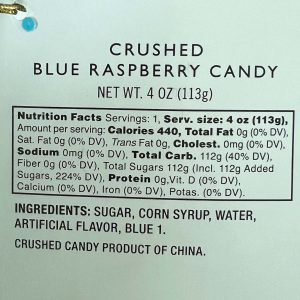 CRUSHED
BLUE RASPBERRY CANDY
NET WT. 4 OZ (113g)
Nutrition Facts Servings: 1, Serv. size: 4 oz (113g),
Amount per serving: Calories 440, Total Fat 0g (0% DV),
Sat. Fat 0g (0% DV), Trans Fat 0g, Cholest. 0mg (0% DV),
Sodium 0mg (0% DV), Total Carb. 112g (40% DV)
Fiber 0g (0% DV), Total Sugars 112g (Incl. 112g Added
Sugars, 224% DV), Protein 0g,Vit. D (0% DV),
Calcium (0% DV), Iron (0% DV), Potas. (0% DV).
INGREDIENTS: SUGAR, CORN SYRUP, WATER,
ARTIFICIAL FLAVOR, BLUE 1.
CRUSHED CANDY PRODUCT OF CHINA.